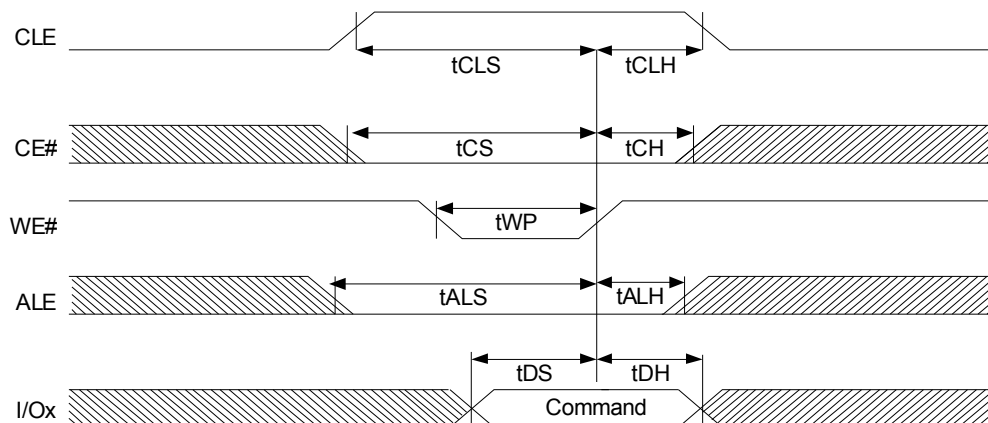 CLE
tCLS tCLH
CE#
tCS tCH
WE#
tWP
ALE
tALS tALH
tDS tDH
I/Ox
Command